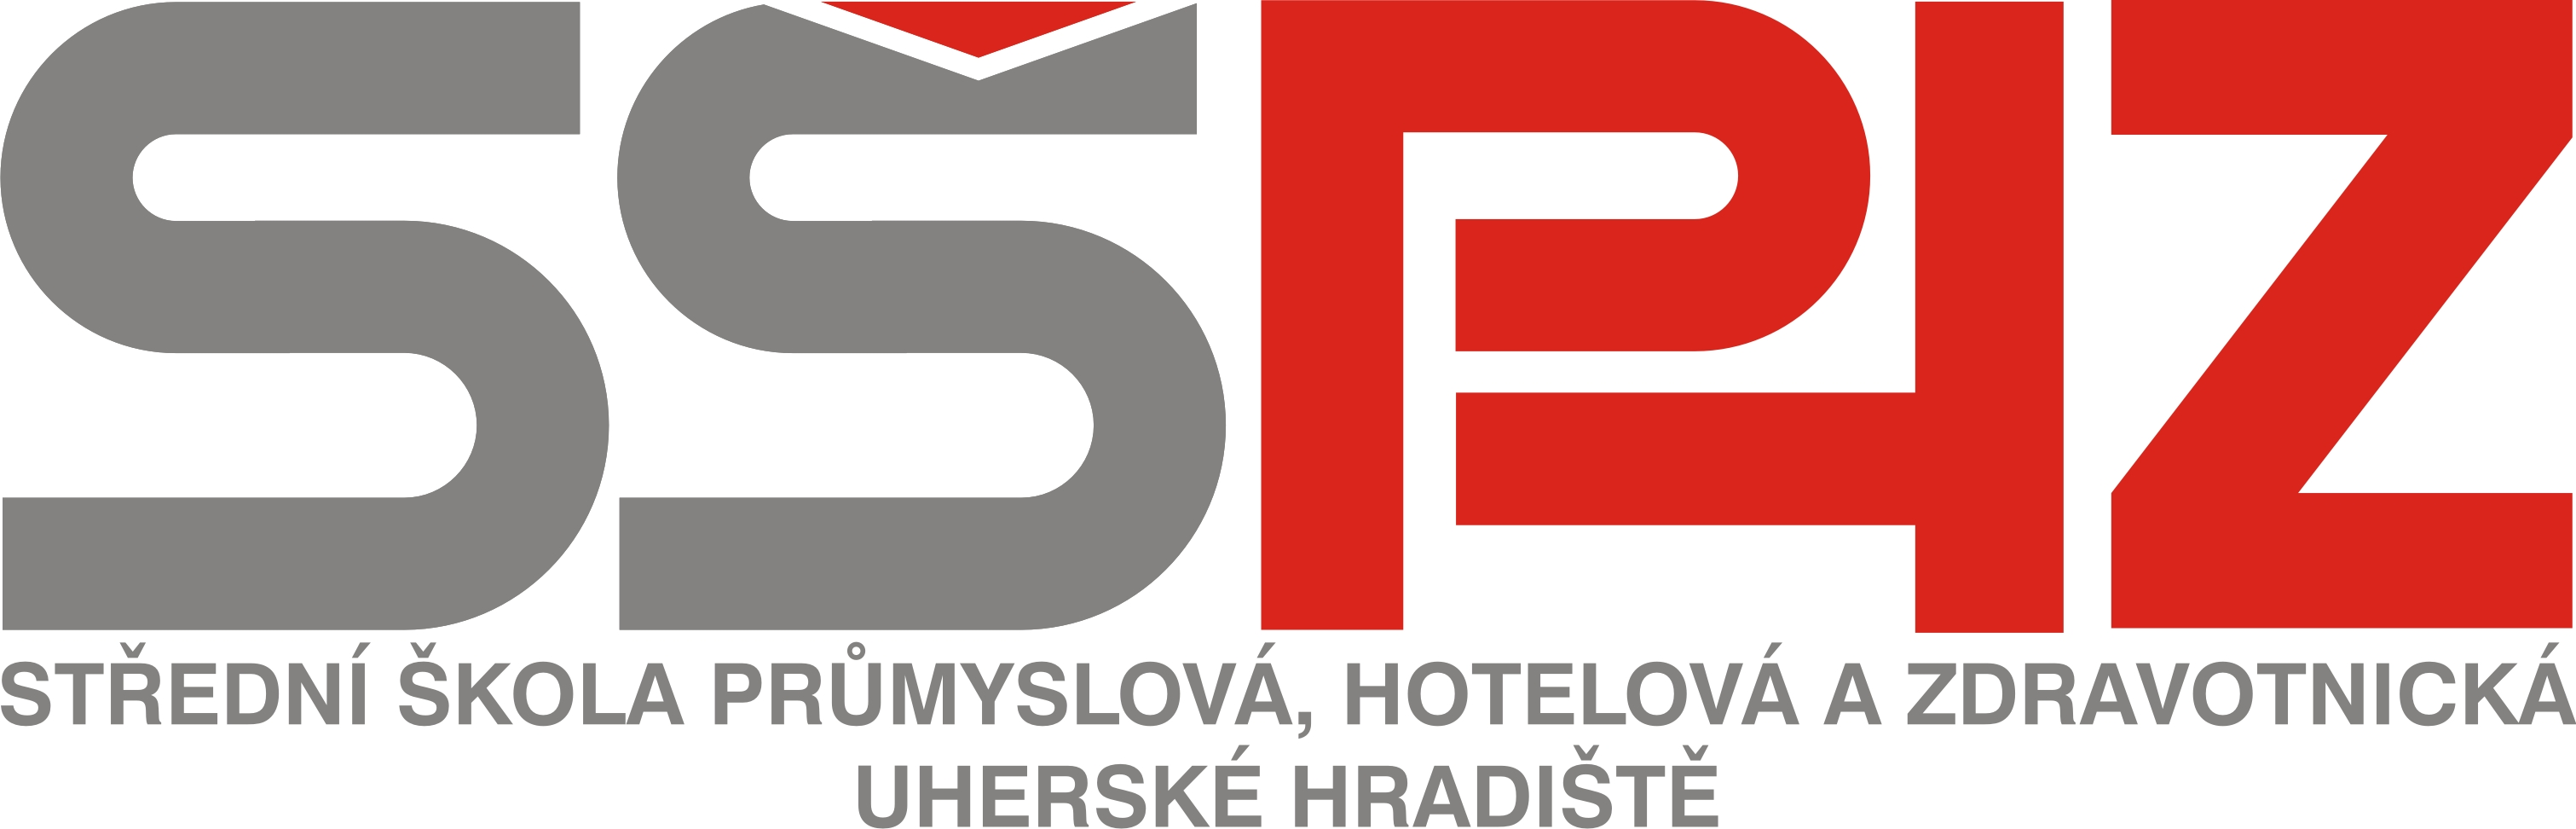 SŠPHZ
STŘEDNÍ ŠKOLA PRŮMYSLOVÁ, HOTELOVÁ A ZDRAVOTNICKÁ
UHERSKÉ HRADIŠTĚ